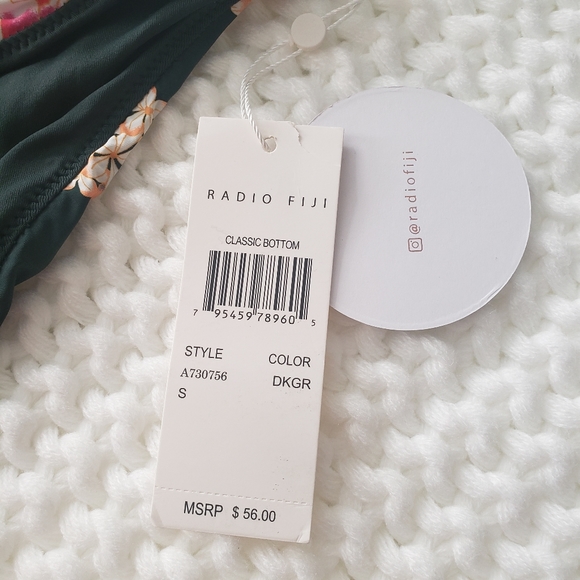 RADIO FIJI
CLASSIC BOTTOM
7 95459 78960 5
STYLE COLOR
A730756 DKGR
S
MSRP $ 56.00
@radiofiji